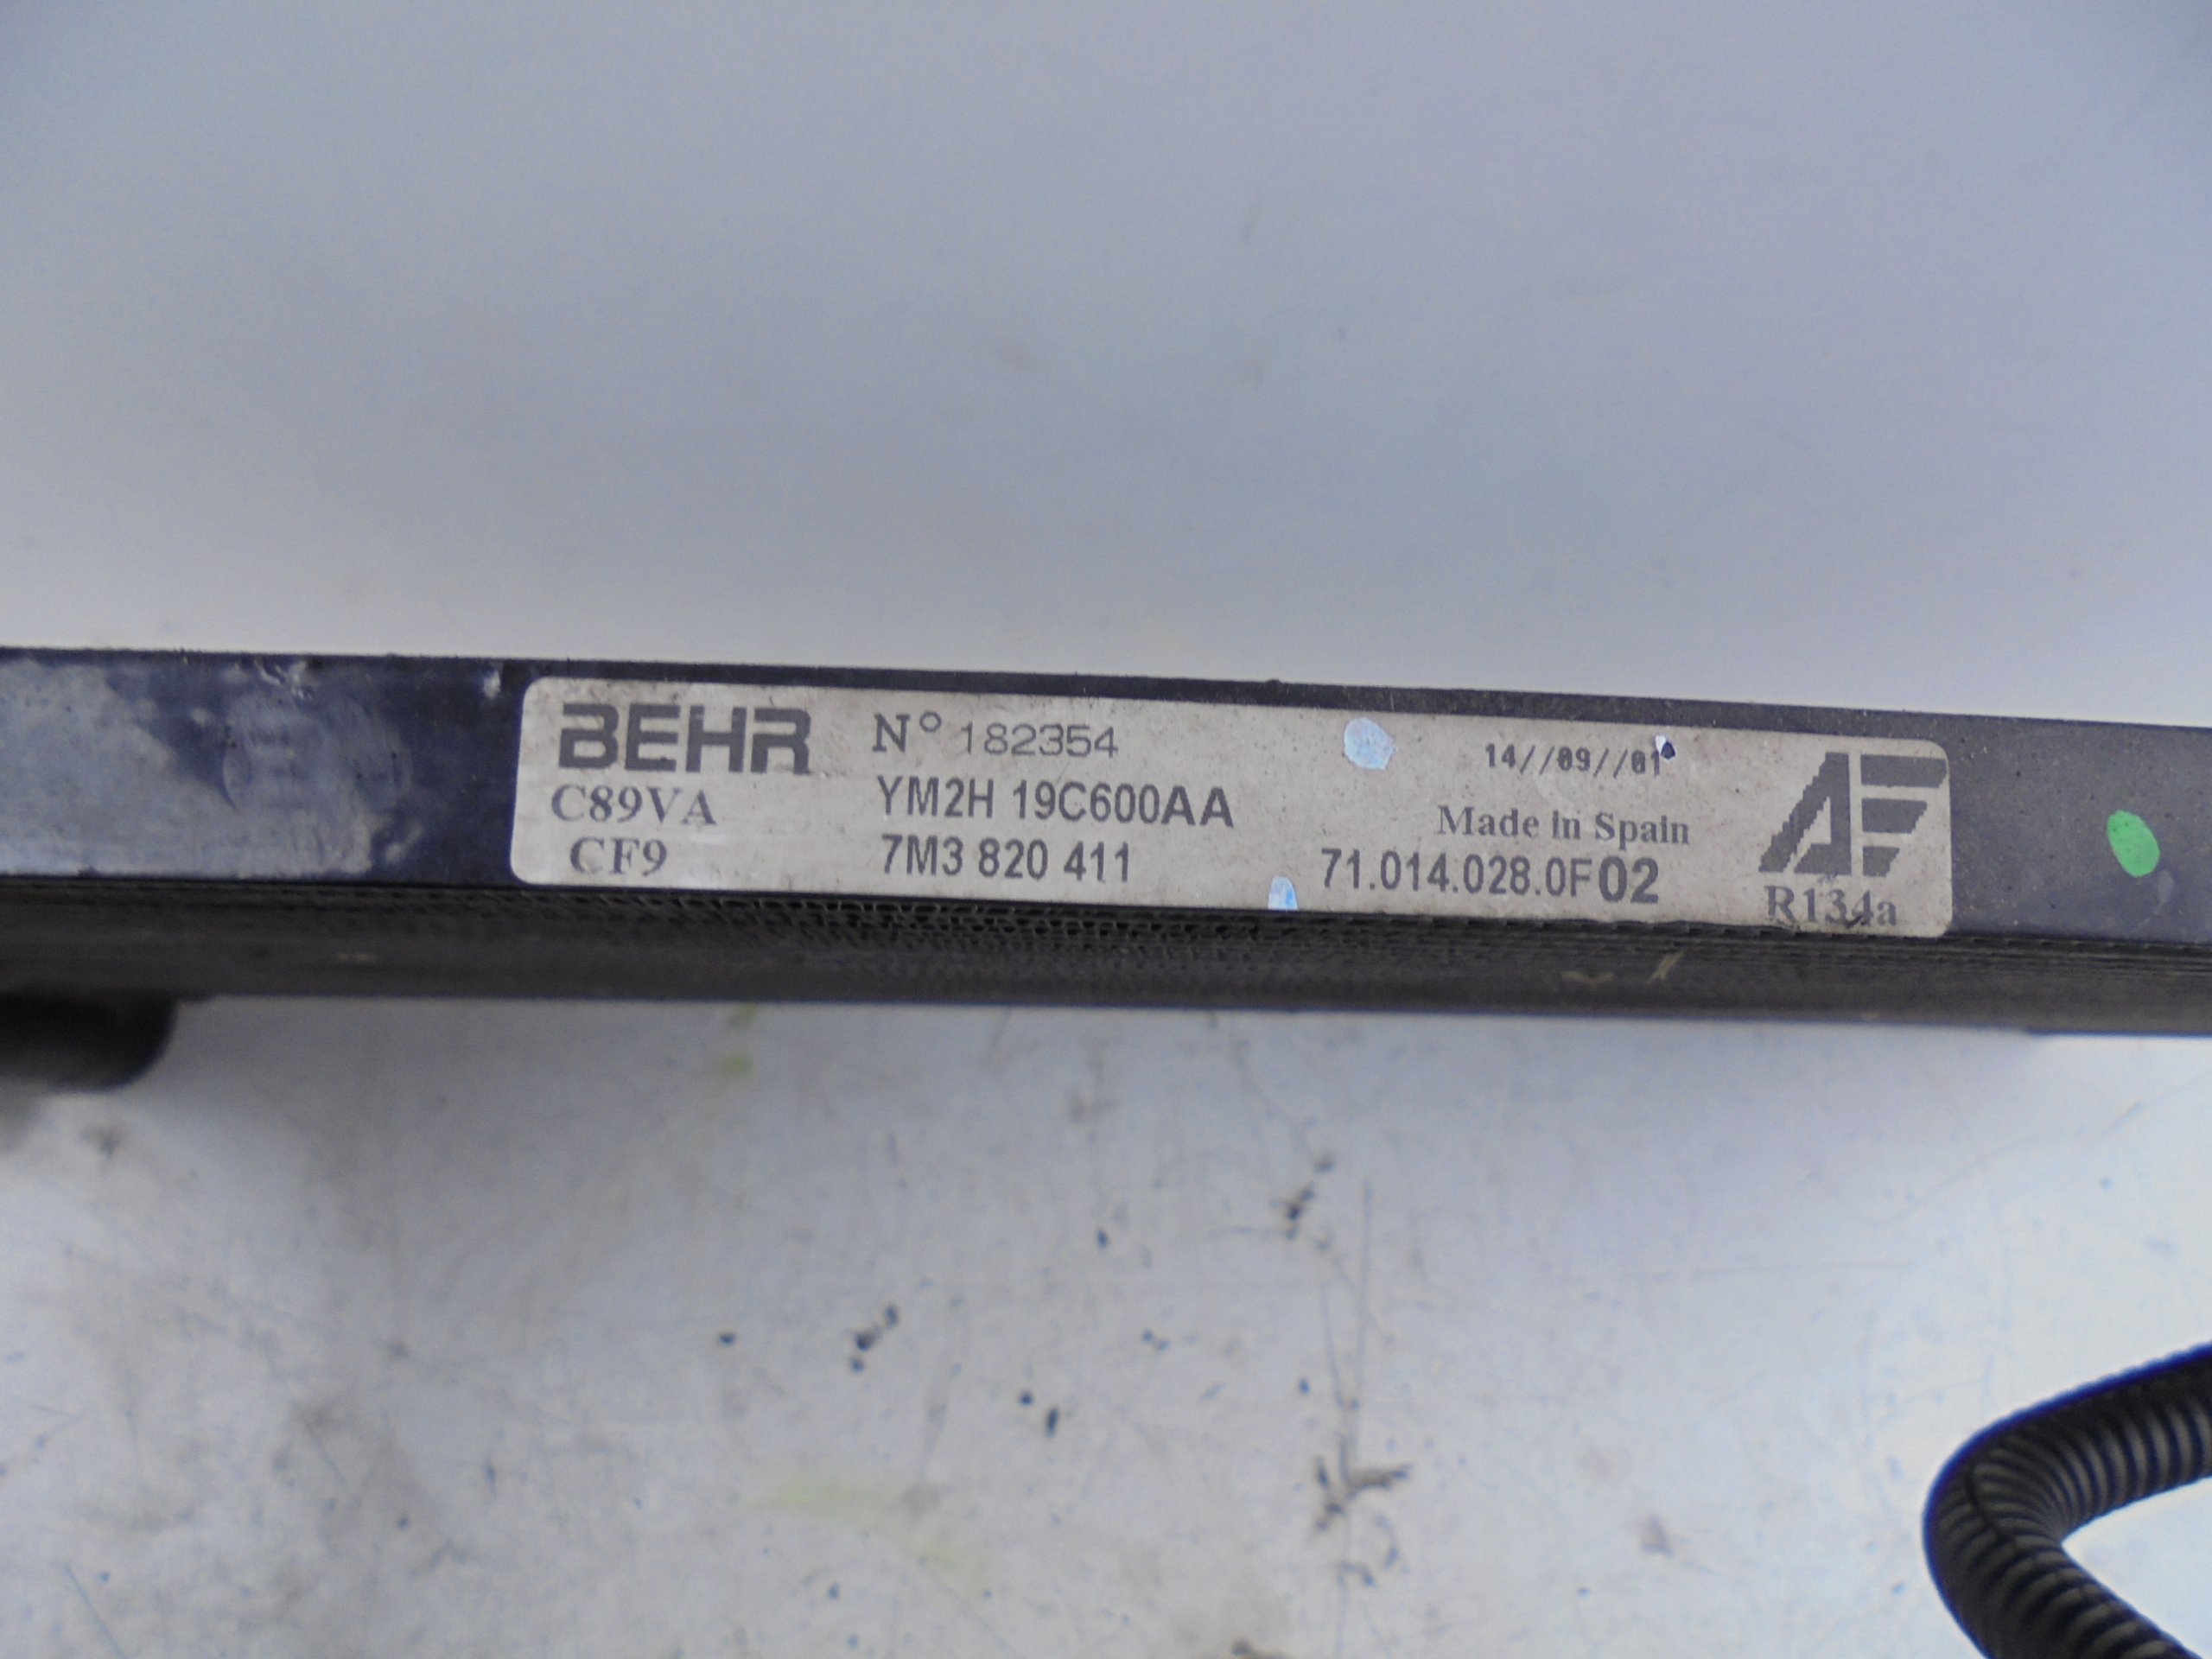 BEHR N° 182354 14//09//01
C89VA YM2H 19C600AA Made in Spain AF
CF9 7M3 820 411 71.014.028.0F02 R134a